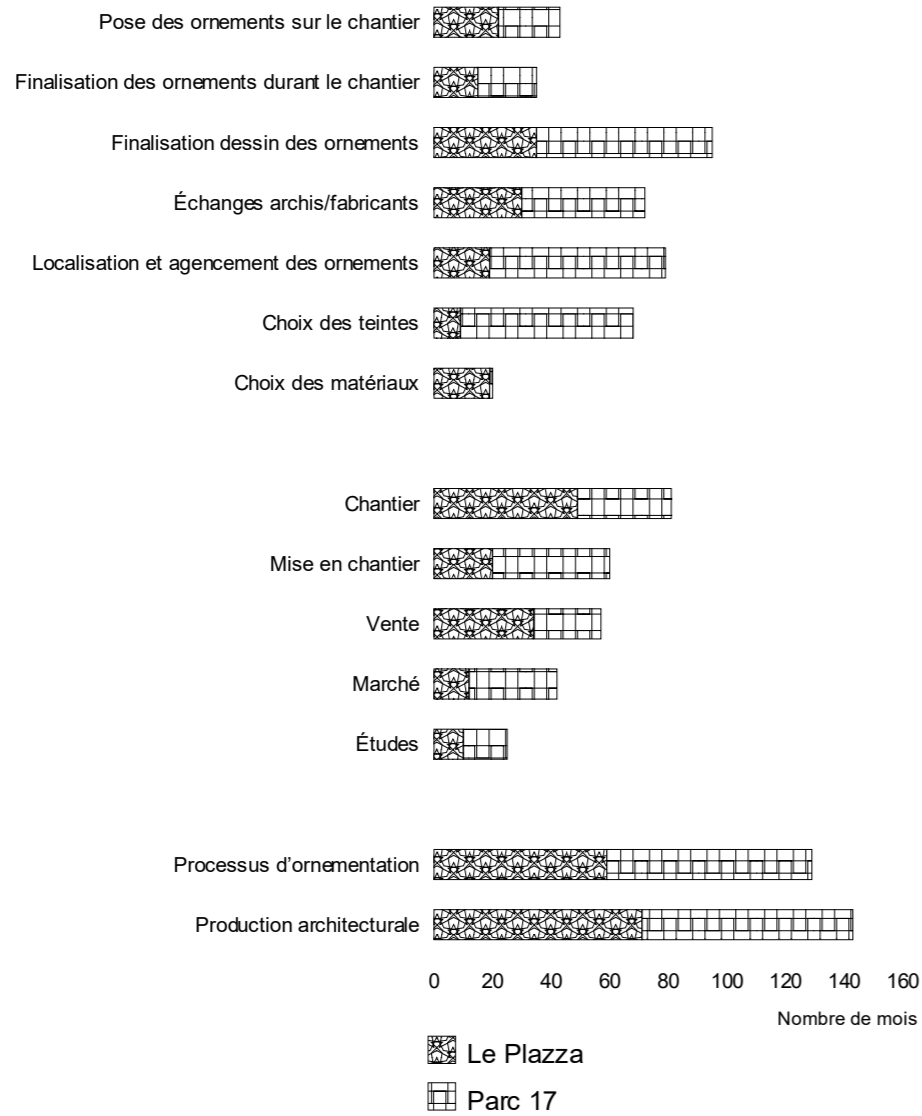 Pose des ornements sur le chantier
Finalisation des ornements durant le chantier
Finalisation dessin des ornements
Échanges archis/fabricants
Localisation et agencement des ornements
Choix des teintes
Choix des matériaux
Chantier
Mise en chantier
Vente
Marché
Études
Processus d'ornementation
Production architecturale
0 20 40 60 80 100 120 140 160
Nombre de mois
Le Plazza
Parc 17